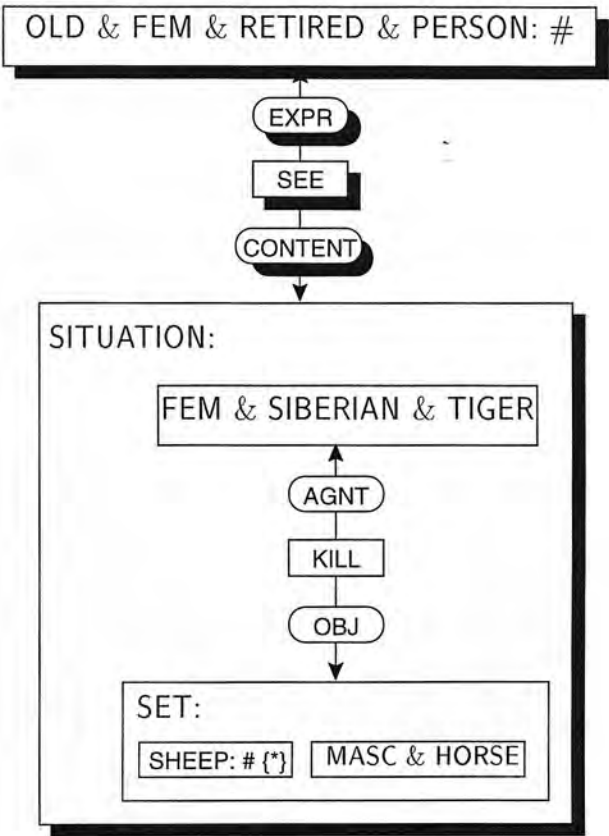 OLD & FEM & RETIRED & PERSON: #
EXPR
SEE
CONTENT
SITUATION:
FEM & SIBERIAN & TIGER
AGNT
KILL
OBJ
SET:
SHEEP: # {*} MASC & HORSE